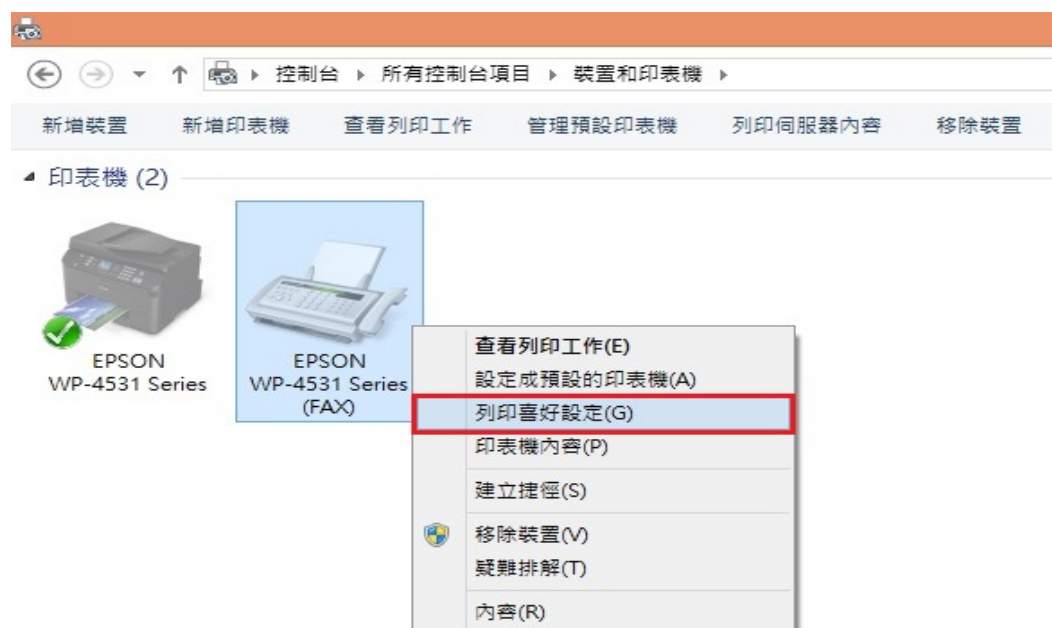 控制台 ▸ 所有控制台項目 ▸ 裝置和印表機 ▸
新增裝置 新增印表機 查看列印工作 管理預設印表機 列印伺服器內容 移除裝置
印表機 (2)
EPSON
WP-4531 Series
EPSON
WP-4531 Series
(FAX)
查看列印工作(E)
設定成預設的印表機(A)
列印喜好設定(G)
印表機內容(P)
建立捷徑(S)
移除裝置(V)
疑難排解(T)
內容(R)